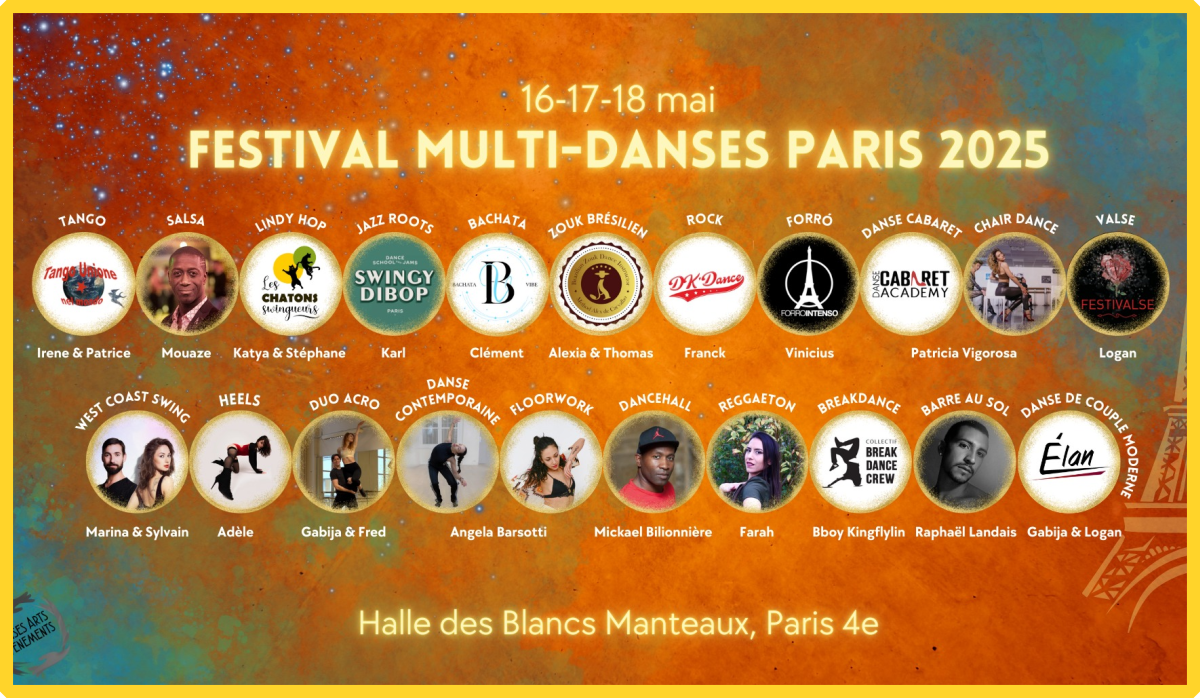 16-17-18 mai
FESTIVAL MULTI-DANSES PARIS 2025
TANGO
SALSA
LINDY HOP
JAZZ ROOTS
BACHATA
ZOUK BRÉSILIEN
ROCK
FORRÓ
DANSE CABARET
CHAIR DANCE
VALSE
Tango Unione
Les
CHATONS
swingueurs
DANCE
SCHOOL JAMS
SWINGY
DIBOP
PARIS
BACHATA B VIBE
DK Dance
FORROINTENSO
DANSE
CABARET
ACADEMY
FESTIVALSE
Irene & Patrice
Mouaze
Katya & Stéphane
Karl
Clément
Alexia & Thomas
Franck
Vinicius
Patricia Vigorosa
Logan
WEST COAST SWING
HEELS
DUO ACRO
DANSE
CONTEMPORAINE
FLOORWORK
DANCEHALL
REGGAETON
BREAKDANCE
BARRE AU SOL
DANSE DE COUPLE MODERNE
COLLECTIF
BREAK
DANCE
CREW
Élan
Marina & Sylvain
Adèle
Gabija & Fred
Angela Barsotti
Mickael Bilionnière
Farah
Bboy Kingflylin
Raphaël Landais
Gabija & Logan
Halle des Blancs Manteaux, Paris 4e
SES ARTS
ÉNEMENTS